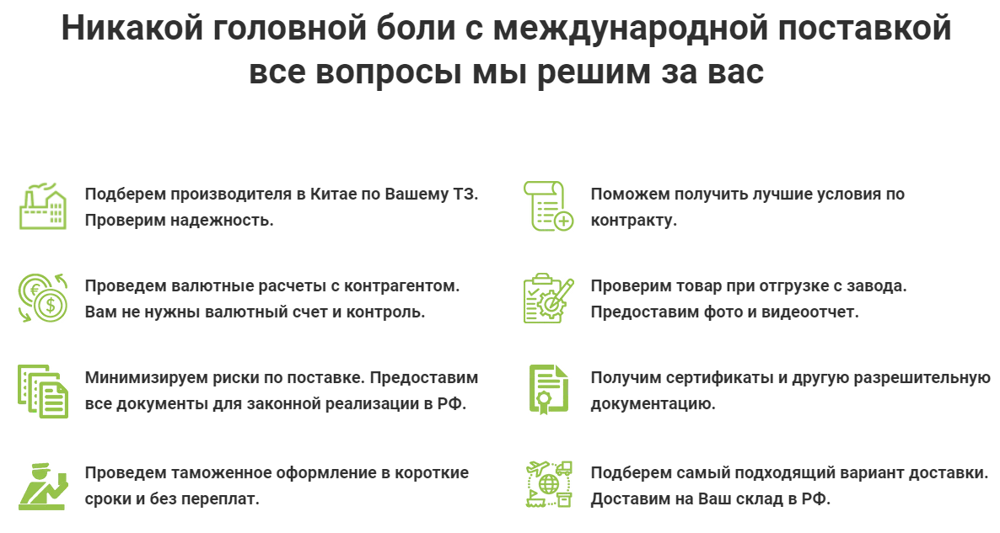 Никакой головной боли с международной поставкой
все вопросы мы решим за вас
Подберем производителя в Китае по Вашему ТЗ.
Проверим надежность.
Поможем получить лучшие условия по
контракту.
Проведем валютные расчеты с контрагентом.
Вам не нужны валютный счет и контроль.
Проверим товар при отгрузке с завода.
Предоставим фото и видеоотчет.
Минимизируем риски по поставке. Предоставим
все документы для законной реализации в РФ.
Получим сертификаты и другую разрешительную
документацию.
Проведем таможенное оформление в короткие
сроки и без переплат.
Подберем самый подходящий вариант доставки.
Доставим на Ваш склад в РФ.